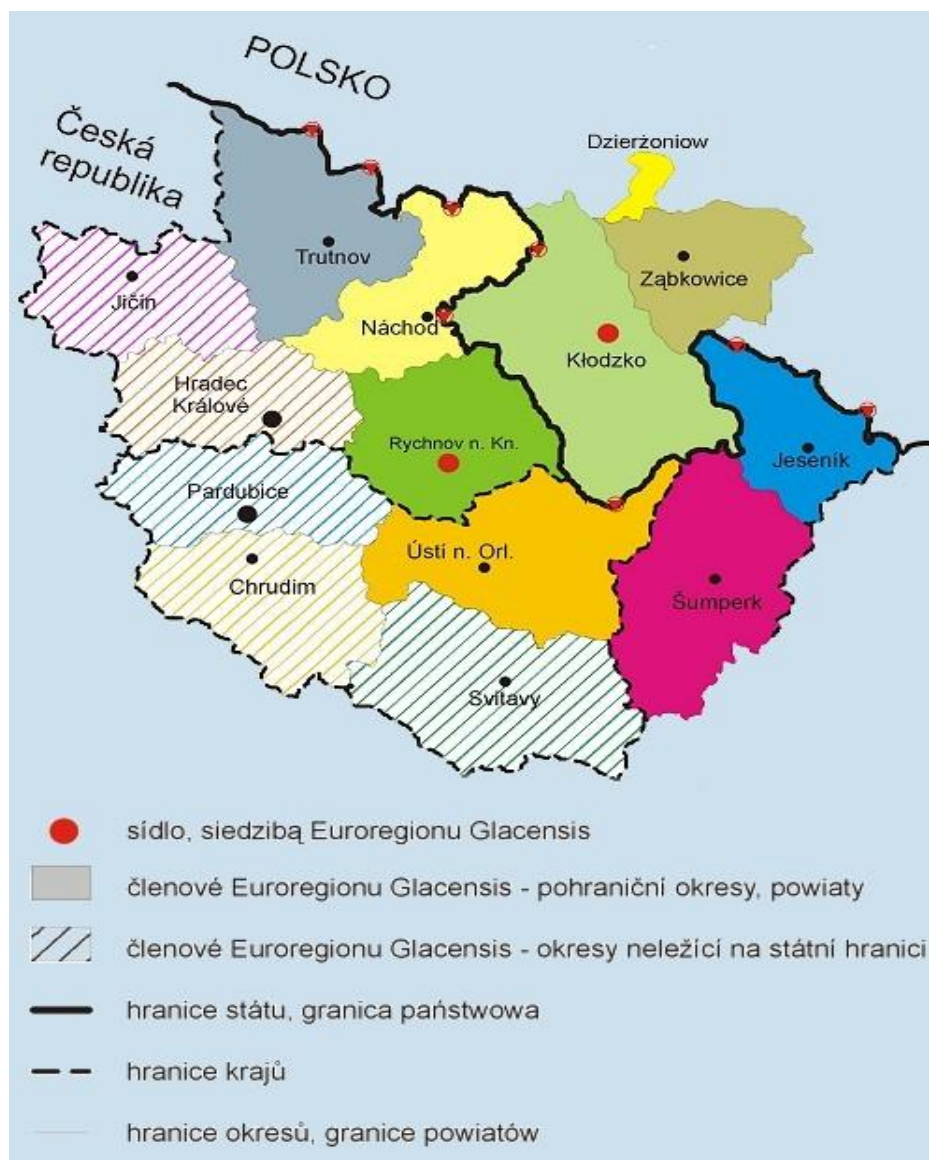 POLSKO
Česká
republika
Dzierżoniow
Trutnov
Ząbkowice
Jičín
Náchod
Kłodzko
Hradec
Králové
Rychnov n. Kn.
Jeseník
Pardubice
Ústí n. Orl.
Chrudim
Šumperk
Svitavy
sídlo, siedzibą Euroregionu Glacensis
členové Euroregionu Glacensis - pohraniční okresy, powiaty
členové Euroregionu Glacensis - okresy neležící na státní hranici
hranice státu, granica państwowa
hranice krajů
hranice okresů, granice powiatów